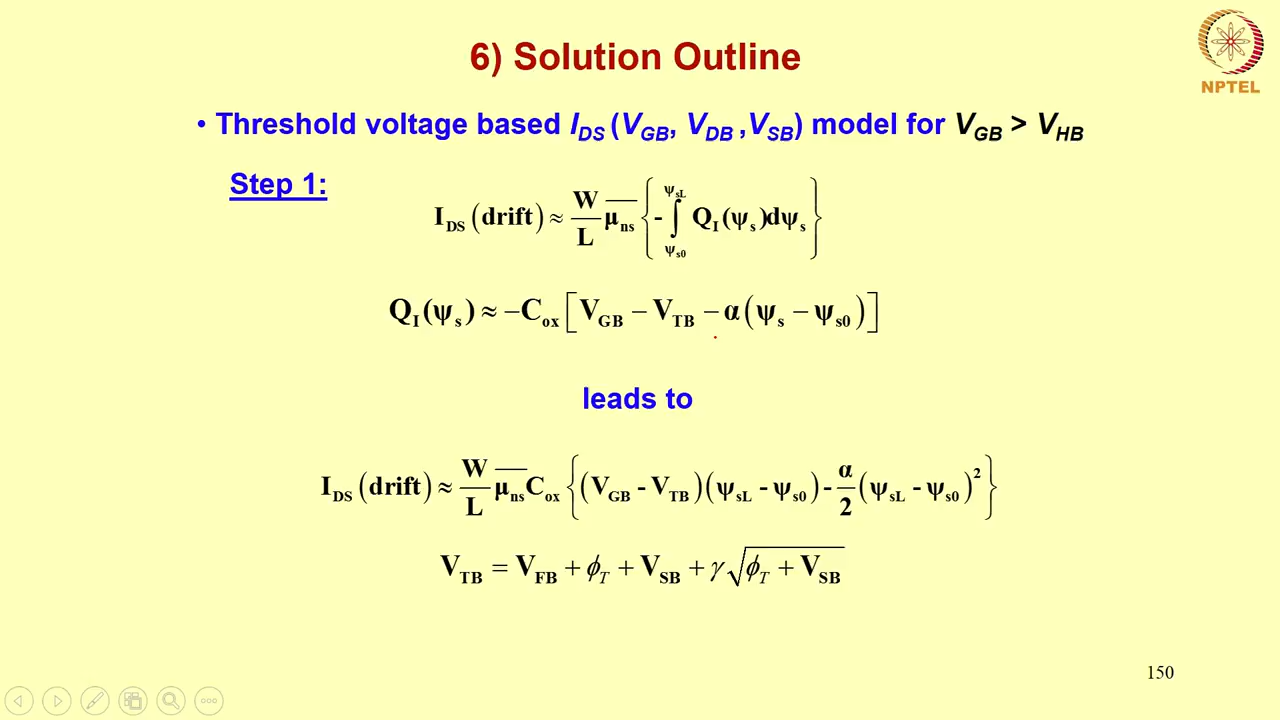 6) Solution Outline
NPTEL
• Threshold voltage based I_DS (V_GB, V_DB ,V_SB) model for V_GB > V_HB
Step 1:
I_DS (drift) ≈ W/L μ̅_ns { - ∫_ψ_s0^ψ_sL Q_I (ψ_s)dψ_s }
Q_I (ψ_s) ≈ −C_ox [ V_GB − V_TB − α (ψ_s − ψ_s0) ]
leads to
I_DS (drift) ≈ W/L μ̅_ns C_ox { (V_GB - V_TB)(ψ_sL - ψ_s0) - α/2 (ψ_sL - ψ_s0)² }
V_TB = V_FB + ϕ_T + V_SB + γ √(ϕ_T + V_SB)
150